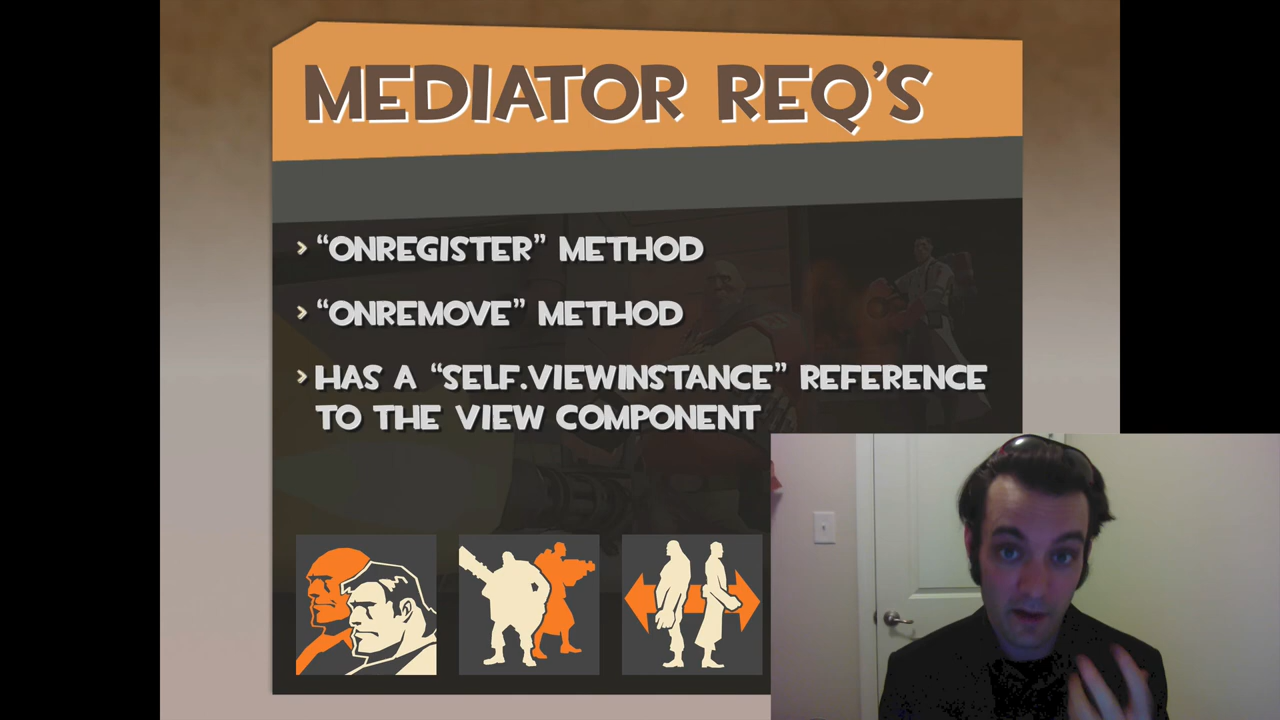 MEDIATOR REQ'S
› "ONREGISTER" METHOD
› "ONREMOVE" METHOD
› HAS A "SELF.VIEWINSTANCE" REFERENCE
TO THE VIEW COMPONENT